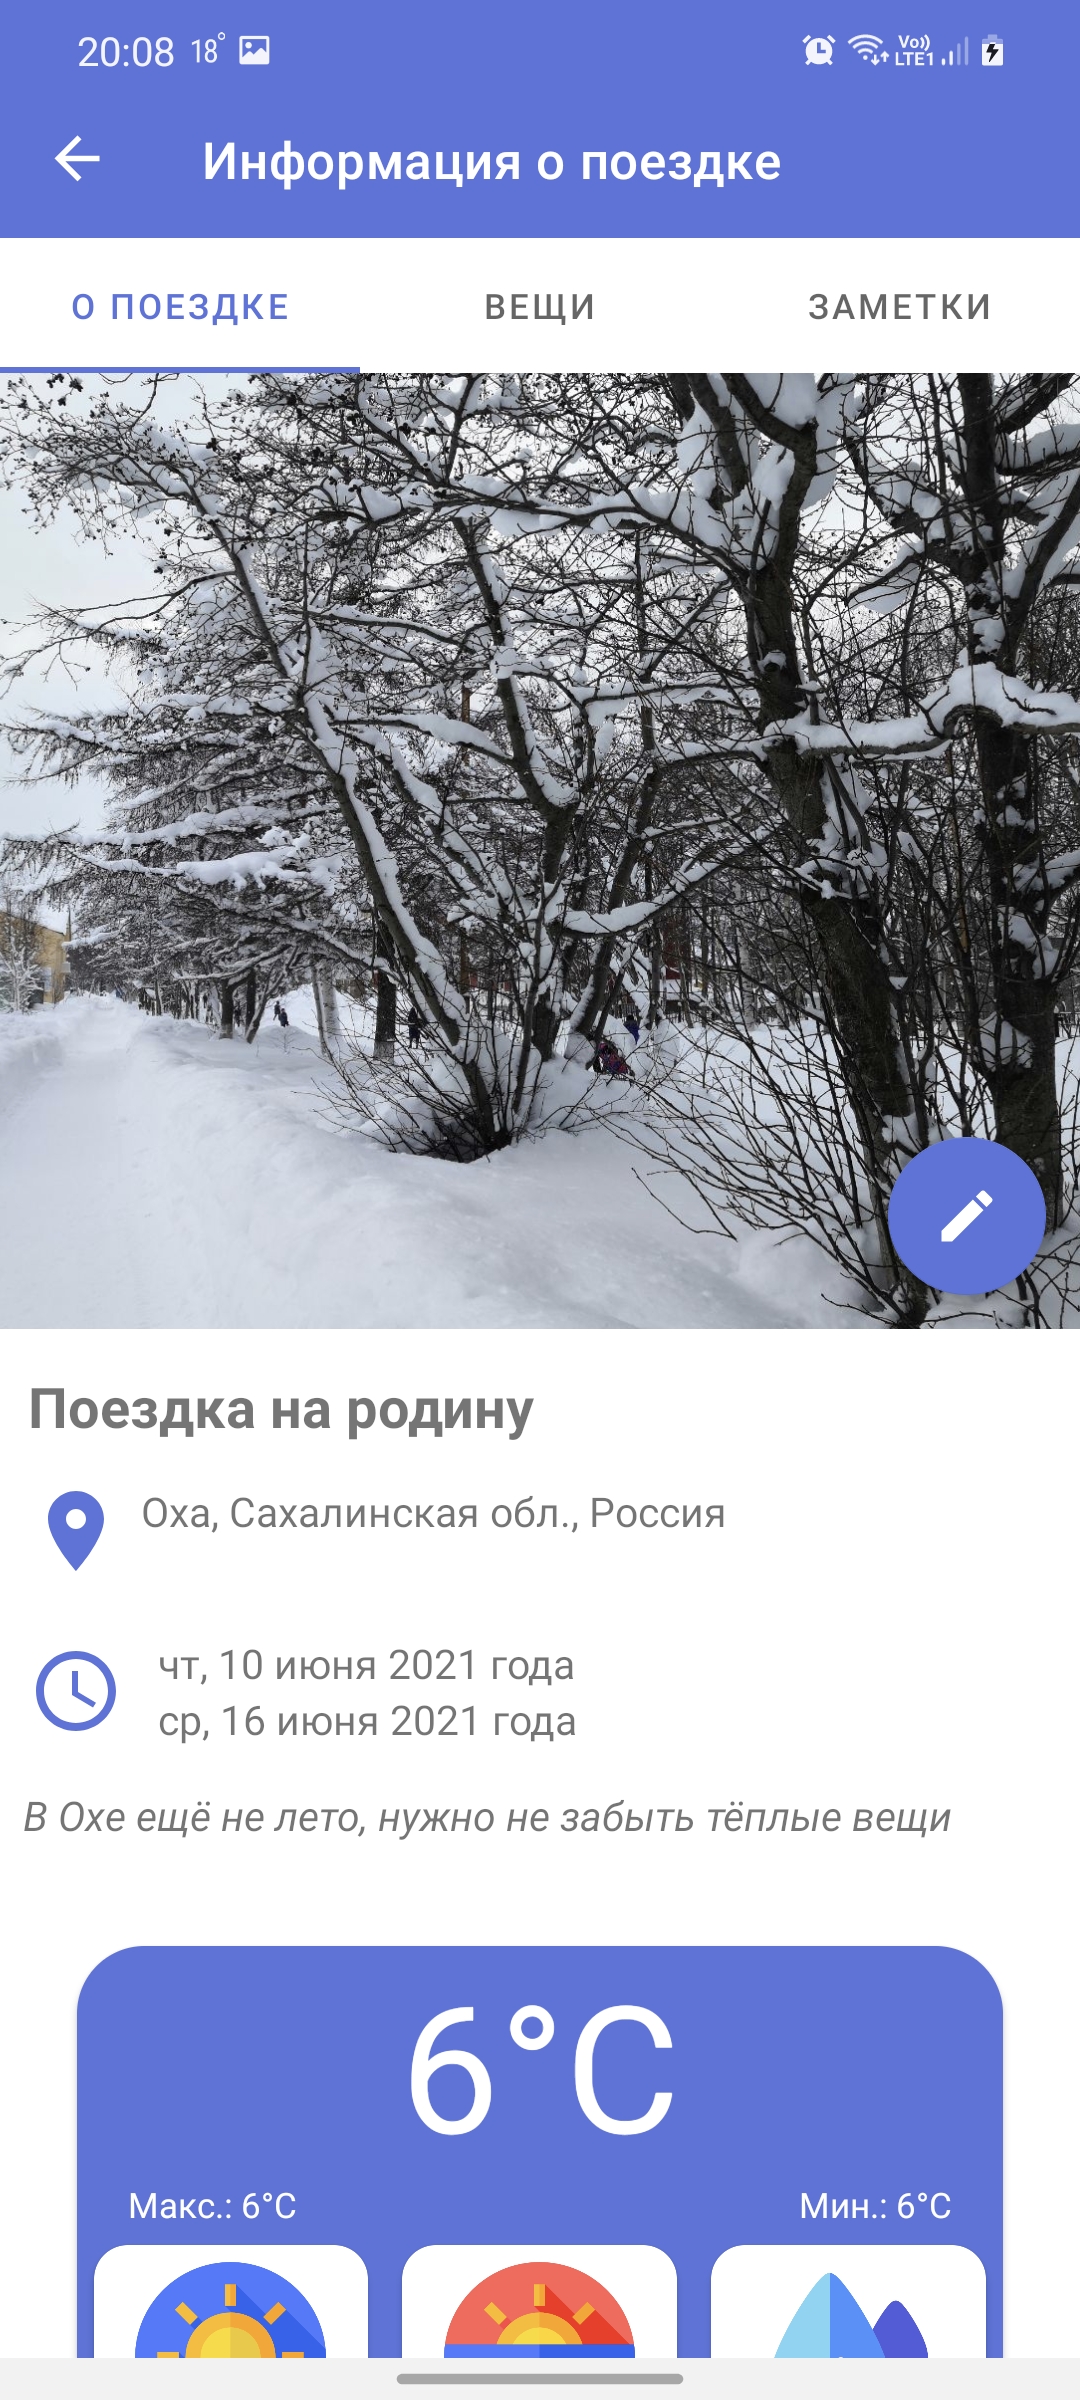 20:08 18°
Vo)) LTE1
Информация о поездке
О ПОЕЗДКЕ
ВЕЩИ
ЗАМЕТКИ
Поездка на родину
Оха, Сахалинская обл., Россия
чт, 10 июня 2021 года
ср, 16 июня 2021 года
В Охе ещё не лето, нужно не забыть тёплые вещи
6°C
Макс.: 6°C
Мин.: 6°C